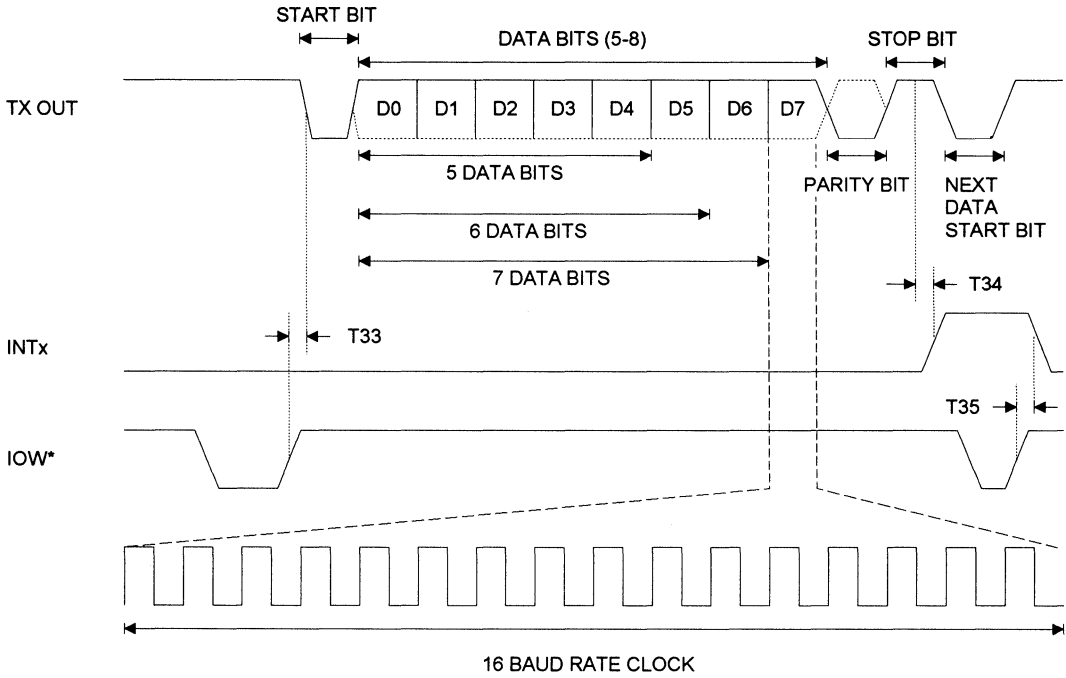 START BIT
DATA BITS (5-8)
STOP BIT
TX OUT
D0 D1 D2 D3 D4 D5 D6 D7
5 DATA BITS
PARITY BIT
NEXT
DATA
START BIT
6 DATA BITS
7 DATA BITS
T34
T33
INTx
T35
IOW*
16 BAUD RATE CLOCK